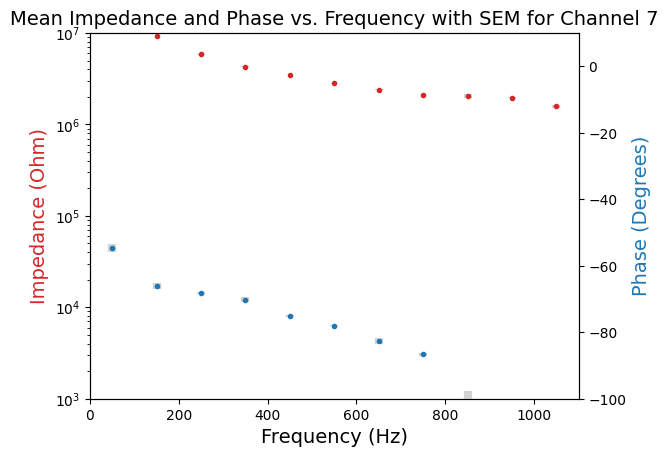 Mean Impedance and Phase vs. Frequency with SEM for Channel 7
10^7
10^6
10^5
10^4
10^3
Impedance (Ohm)
0
−20
−40
−60
−80
−100
Phase (Degrees)
0 200 400 600 800 1000
Frequency (Hz)